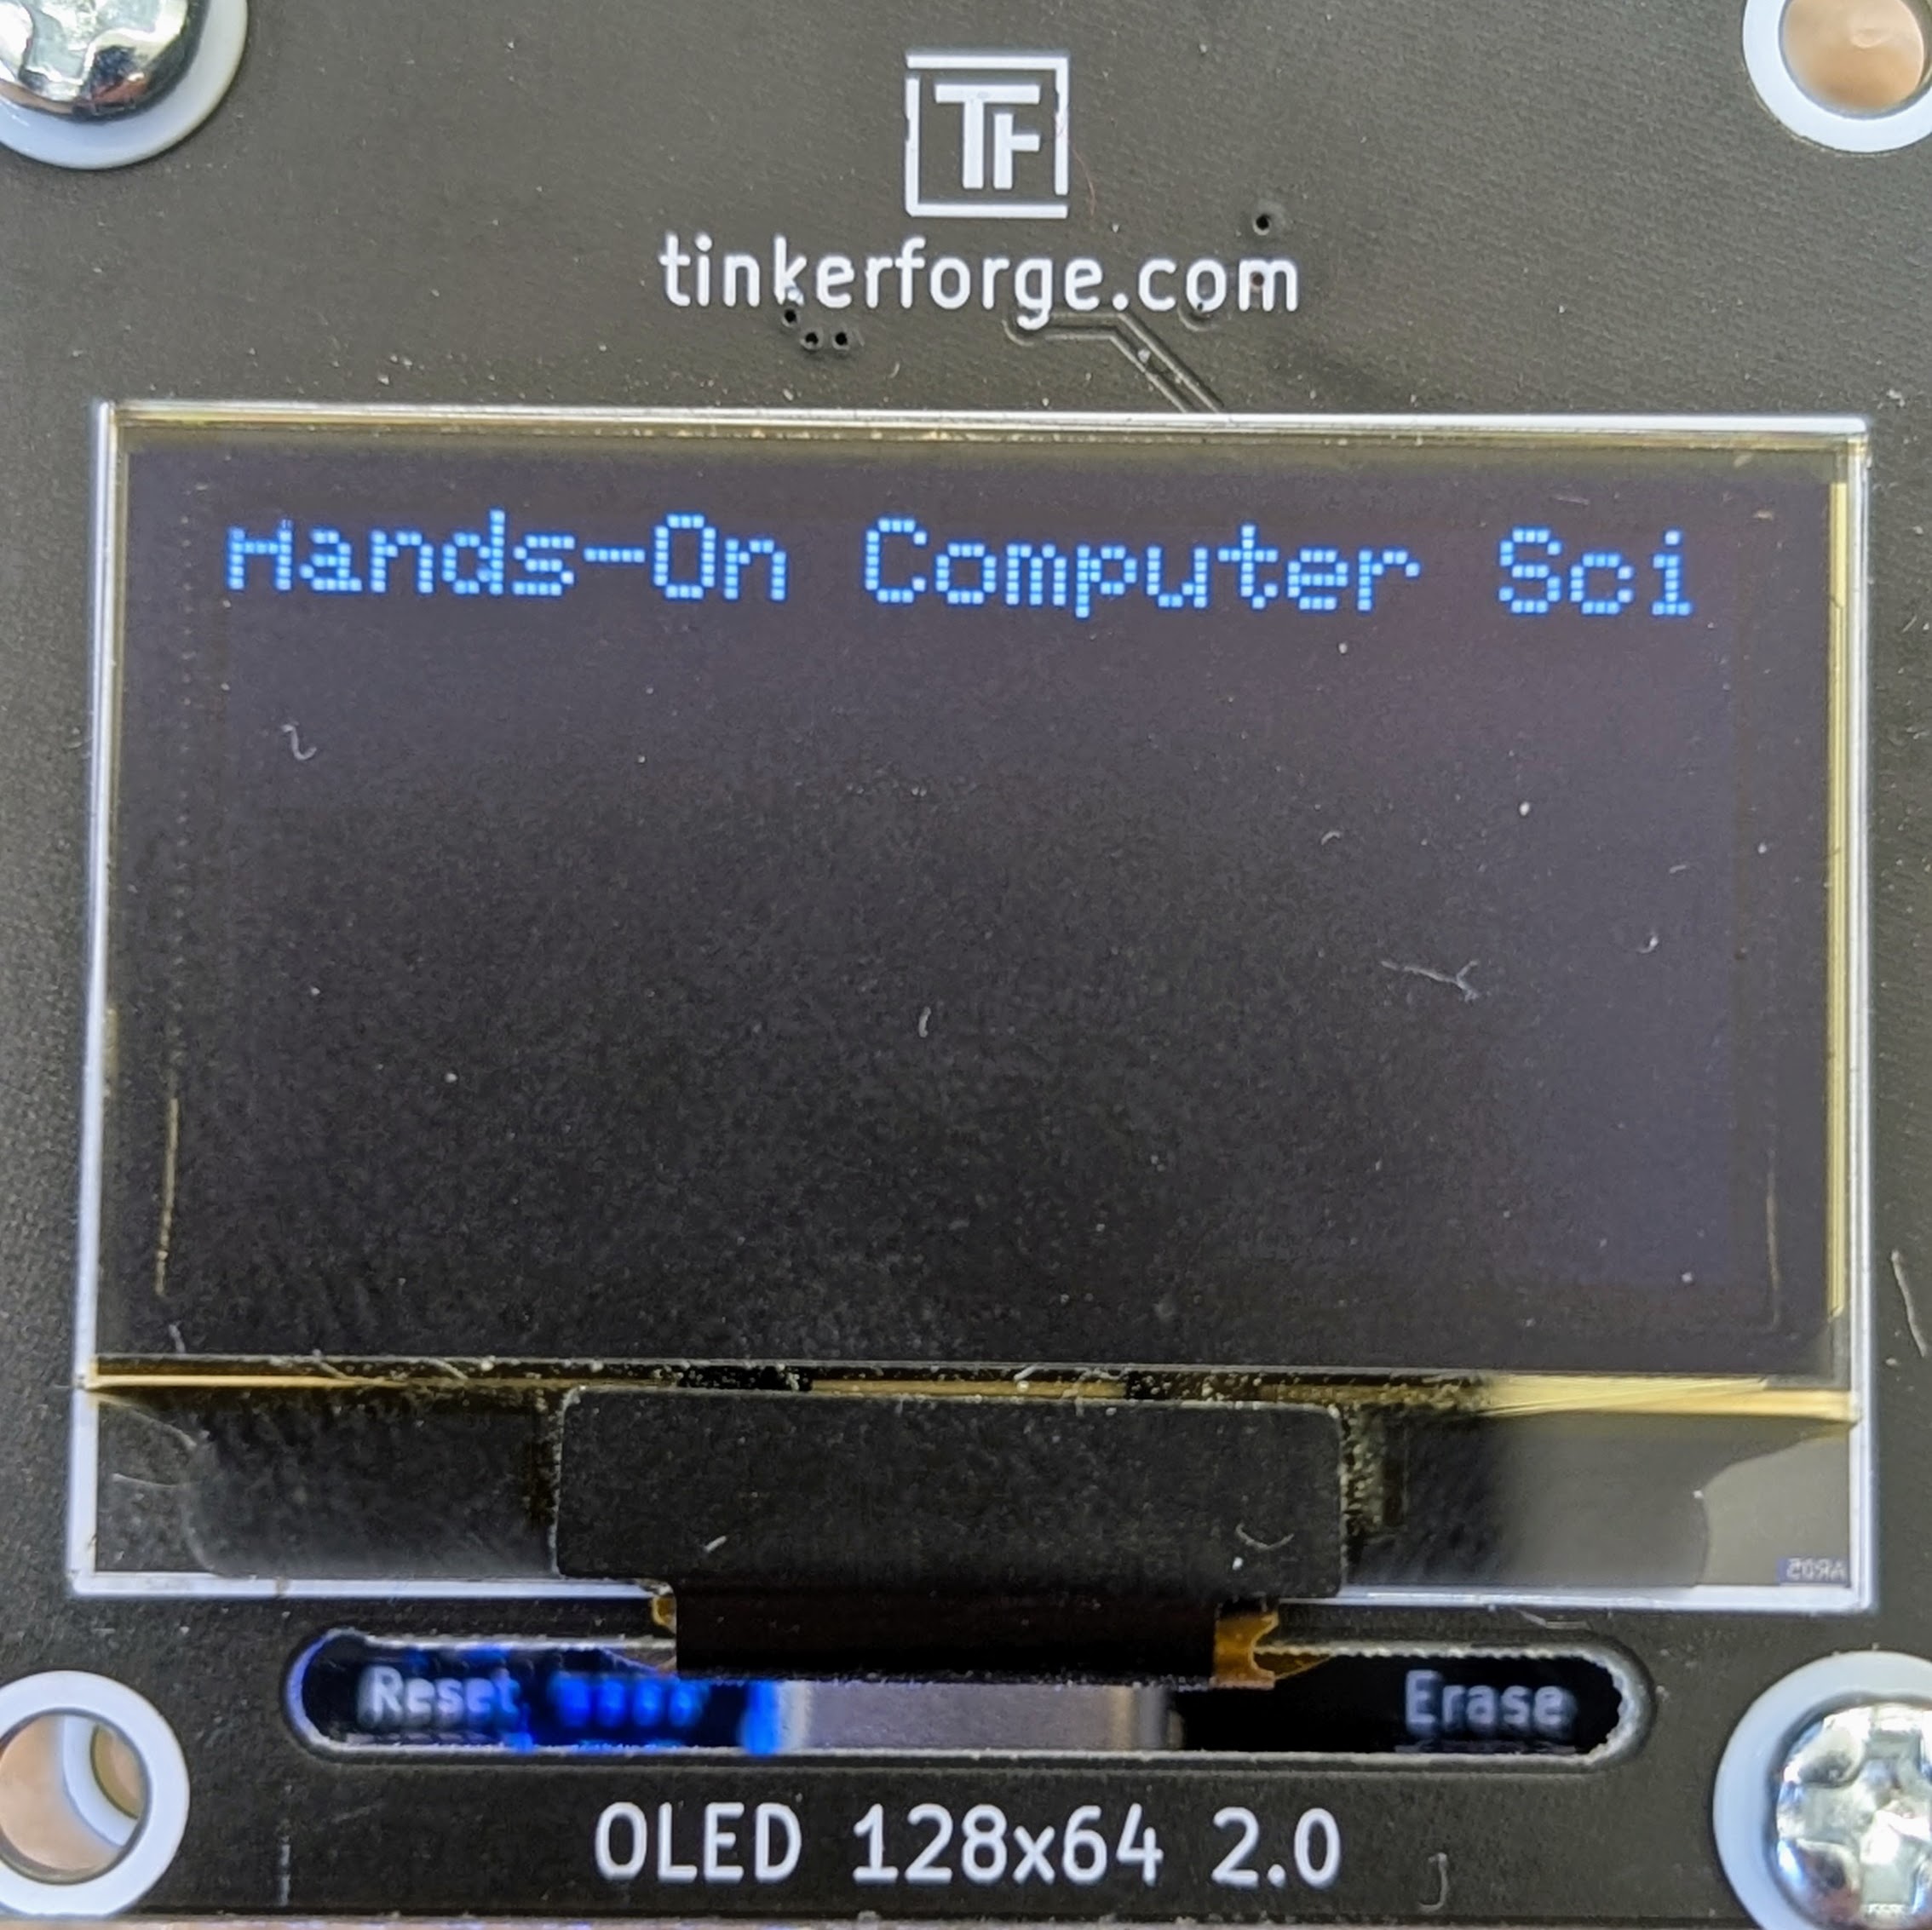 TF
tinkerforge.com
Hands-On Computer Sci
Reset
Erase
OLED 128x64 2.0